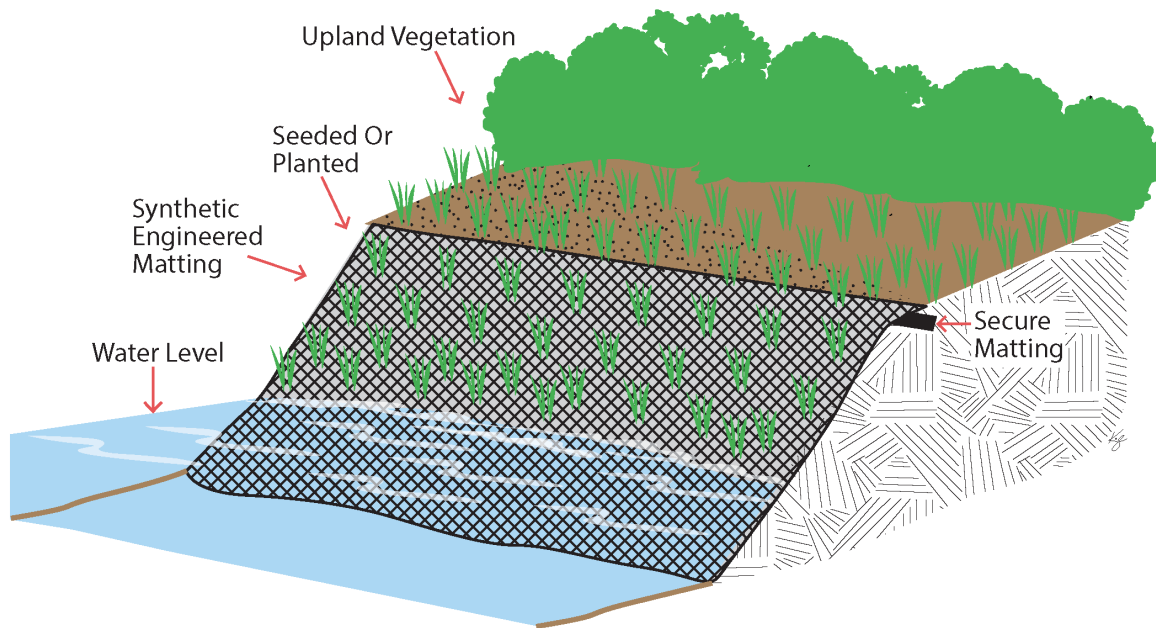 Upland Vegetation
Seeded Or
Planted
Synthetic
Engineered
Matting
Water Level
Secure
Matting